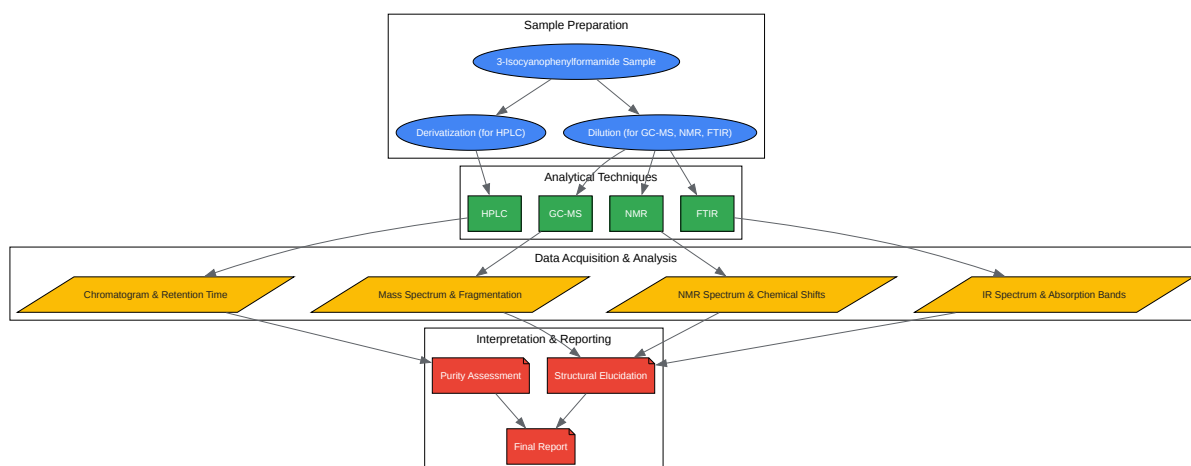 Sample Preparation
3-Isocyanophenylformamide Sample
Derivatization (for HPLC)
Dilution (for GC-MS, NMR, FTIR)
Analytical Techniques
HPLC
GC-MS
NMR
FTIR
Data Acquisition & Analysis
Chromatogram & Retention Time
Mass Spectrum & Fragmentation
NMR Spectrum & Chemical Shifts
IR Spectrum & Absorption Bands
Interpretation & Reporting
Purity Assessment
Structural Elucidation
Final Report